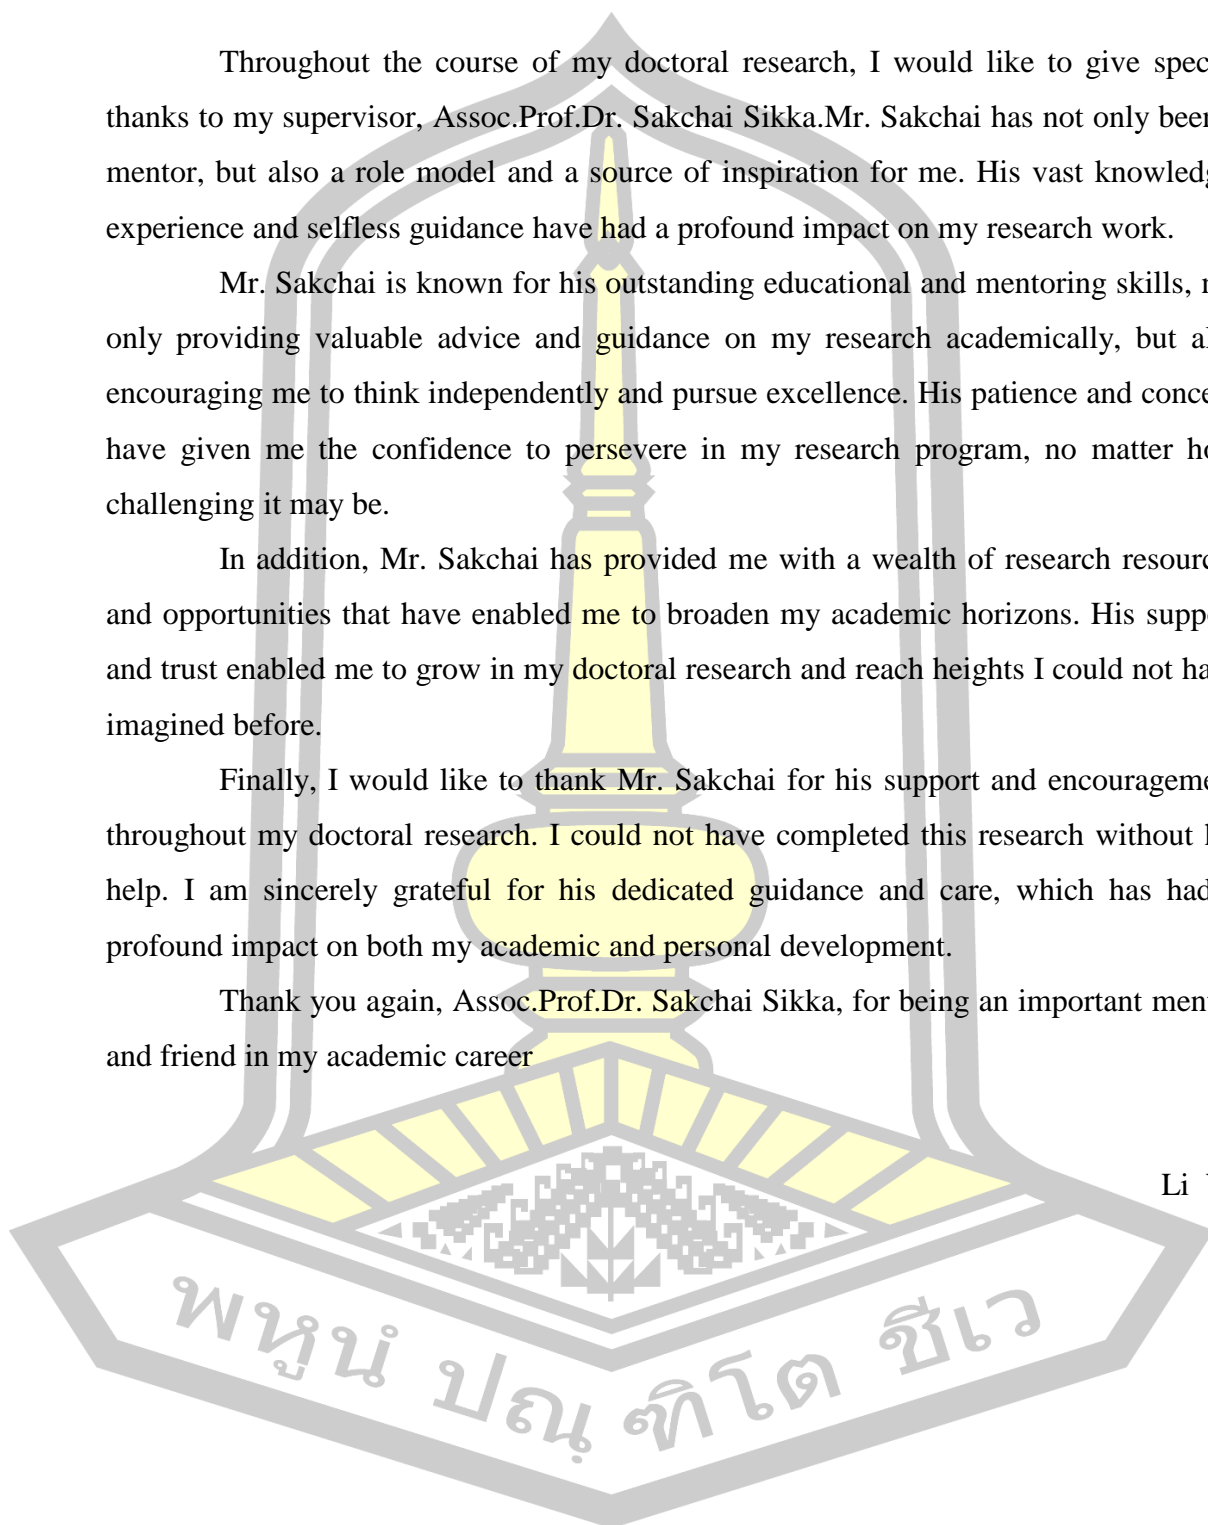 Throughout the course of my doctoral research, I would like to give spec
thanks to my supervisor, Assoc.Prof.Dr. Sakchai Sikka.Mr. Sakchai has not only been
mentor, but also a role model and a source of inspiration for me. His vast knowledg
experience and selfless guidance have had a profound impact on my research work.
Mr. Sakchai is known for his outstanding educational and mentoring skills, n
only providing valuable advice and guidance on my research academically, but al
encouraging me to think independently and pursue excellence. His patience and conce
have given me the confidence to persevere in my research program, no matter ho
challenging it may be.
In addition, Mr. Sakchai has provided me with a wealth of research resourc
and opportunities that have enabled me to broaden my academic horizons. His suppo
and trust enabled me to grow in my doctoral research and reach heights I could not ha
imagined before.
Finally, I would like to thank Mr. Sakchai for his support and encourageme
throughout my doctoral research. I could not have completed this research without h
help. I am sincerely grateful for his dedicated guidance and care, which has had
profound impact on both my academic and personal development.
Thank you again, Assoc.Prof.Dr. Sakchai Sikka, for being an important ment
and friend in my academic career
Li
พหูนํ ปณฺฑิโต ชีเว